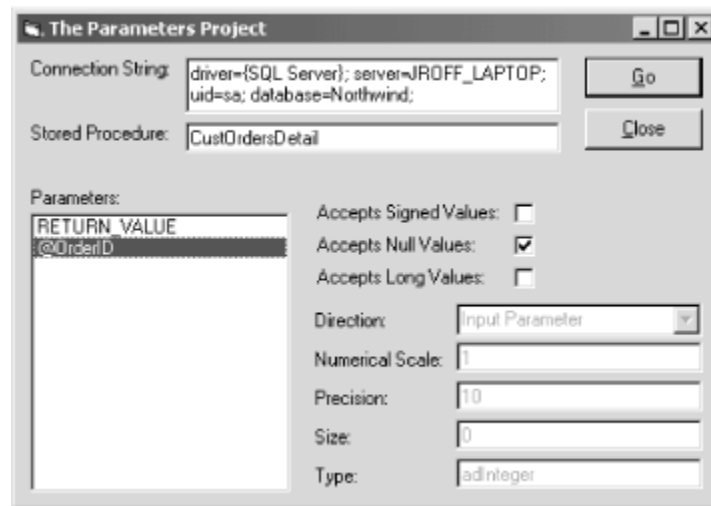 The Parameters Project
Connection String:
driver={SQL Server}; server=JROFF_LAPTOP;
uid=sa; database=Northwind;
Go
Stored Procedure:
CustOrdersDetail
Close
Parameters:
RETURN_VALUE
@OrderID
Accepts Signed Values:
Accepts Null Values:
Accepts Long Values:
Direction:
Input Parameter
Numerical Scale:
1
Precision:
10
Size:
0
Type:
adInteger